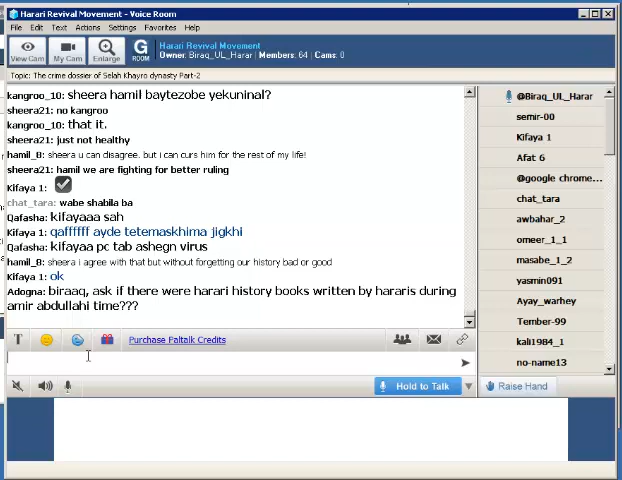 Harari Revival Movement - Voice Room
File Edit Text Actions Settings Favorites Help
View Cam My Cam Enlarge G ROOM
Harari Revival Movement
Owner: Biraq_UL_Harar | Members: 64 | Cams: 0
Topic: The crime dossier of Selah Khayro dynasty Part-2
kangroo_10: sheera hamil baytezobe yekuninal?
sheera21: no kangroo
kangroo_10: that it.
sheera21: just not healthy
hamil_8: sheera u can disagree. but i can curs him for the rest of my life!
sheera21: hamil we are fighting for better ruling
Kifaya 1:
chat_tara: wabe shabila ba
Qafasha: kifayaaa sah
Kifaya 1: qaffffff ayde tetemaskhima jigkhi
Qafasha: kifayaa pc tab ashegn virus
hamil_8: sheera i agree with that but without forgetting our history bad or good
Kifaya 1: ok
Adogna: biraaq, ask if there were harari history books written by hararis during
amir abdullahi time???
T Purchase Paltalk Credits
Hold to Talk
@Biraq_UL_Harar
semir-00
Kifaya 1
Afat 6
@google chrome...
chat_tara
awbahar_2
omeer_1_1
masabe_1_2
yasmin091
Ayay_warhey
Tember-99
kali1984_1
no-name13
Raise Hand